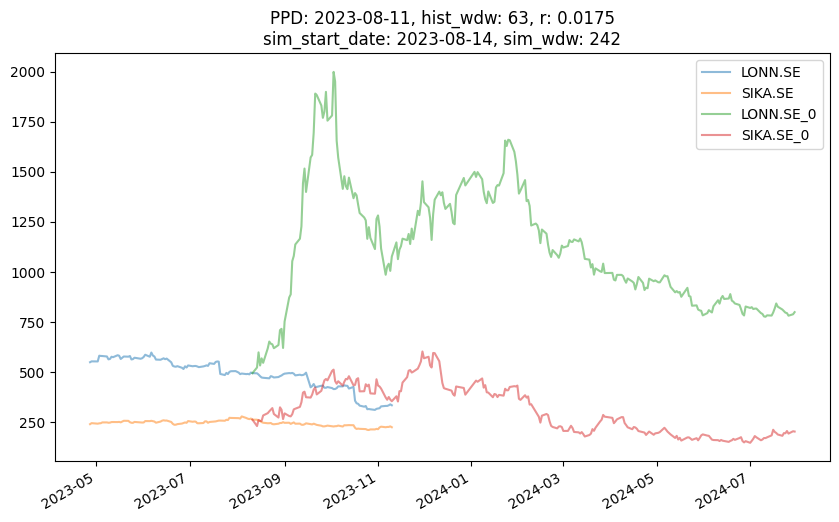 PPD: 2023-08-11, hist_wdw: 63, r: 0.0175
sim_start_date: 2023-08-14, sim_wdw: 242
LONN.SE
SIKA.SE
LONN.SE_0
SIKA.SE_0
2000
1750
1500
1250
1000
750
500
250
2023-05
2023-07
2023-09
2023-11
2024-01
2024-03
2024-05
2024-07